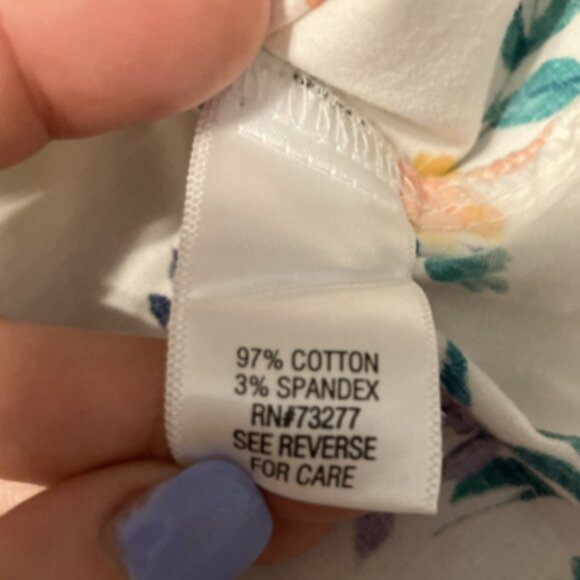 97% COTTON
3% SPANDEX
RN#73277
SEE REVERSE
FOR CARE